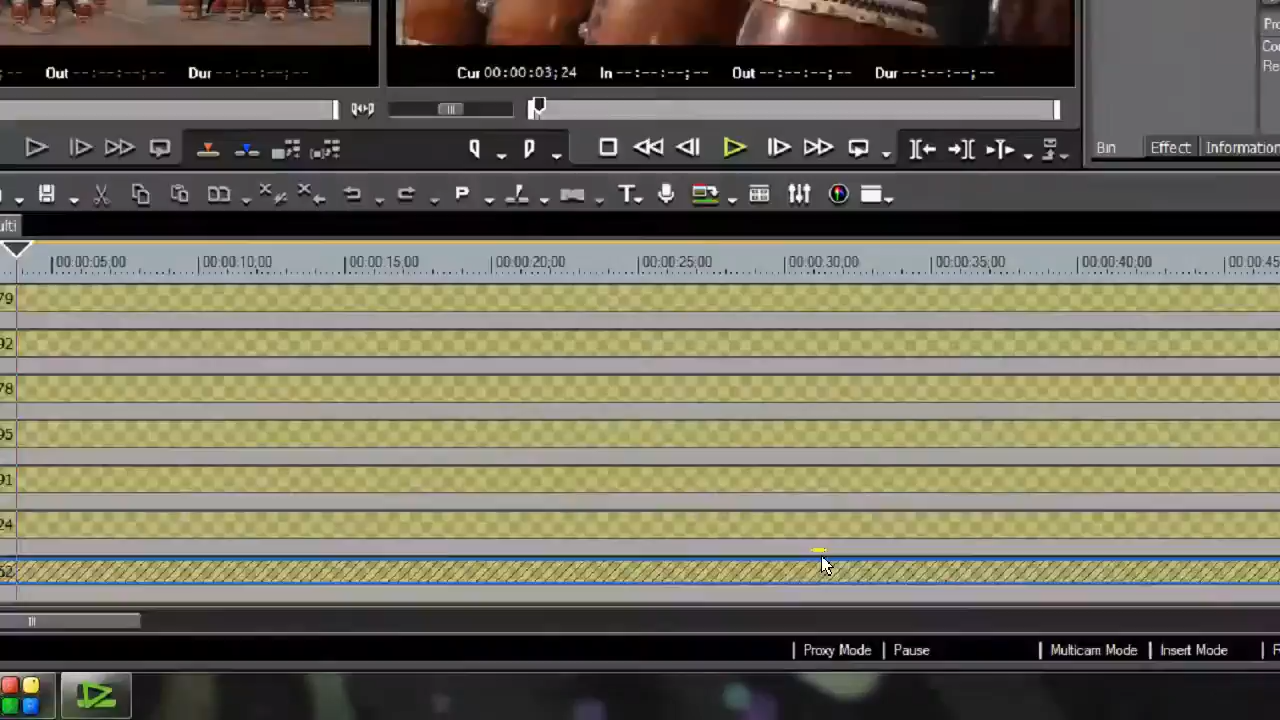 Out --:--:--;-- Dur --:--:--;--
Cur 00:00:03;24 In --:--:--;-- Out --:--:--;-- Dur --:--:--;--
Bin Effect Information
P T
00:00:05;00 00:00:10;00 00:00:15;00 00:00:20;00 00:00:25;00 00:00:30;00 00:00:35;00 00:00:40;00 00:00:45
79
92
78
95
91
24
52
Proxy Mode Pause Multicam Mode Insert Mode R